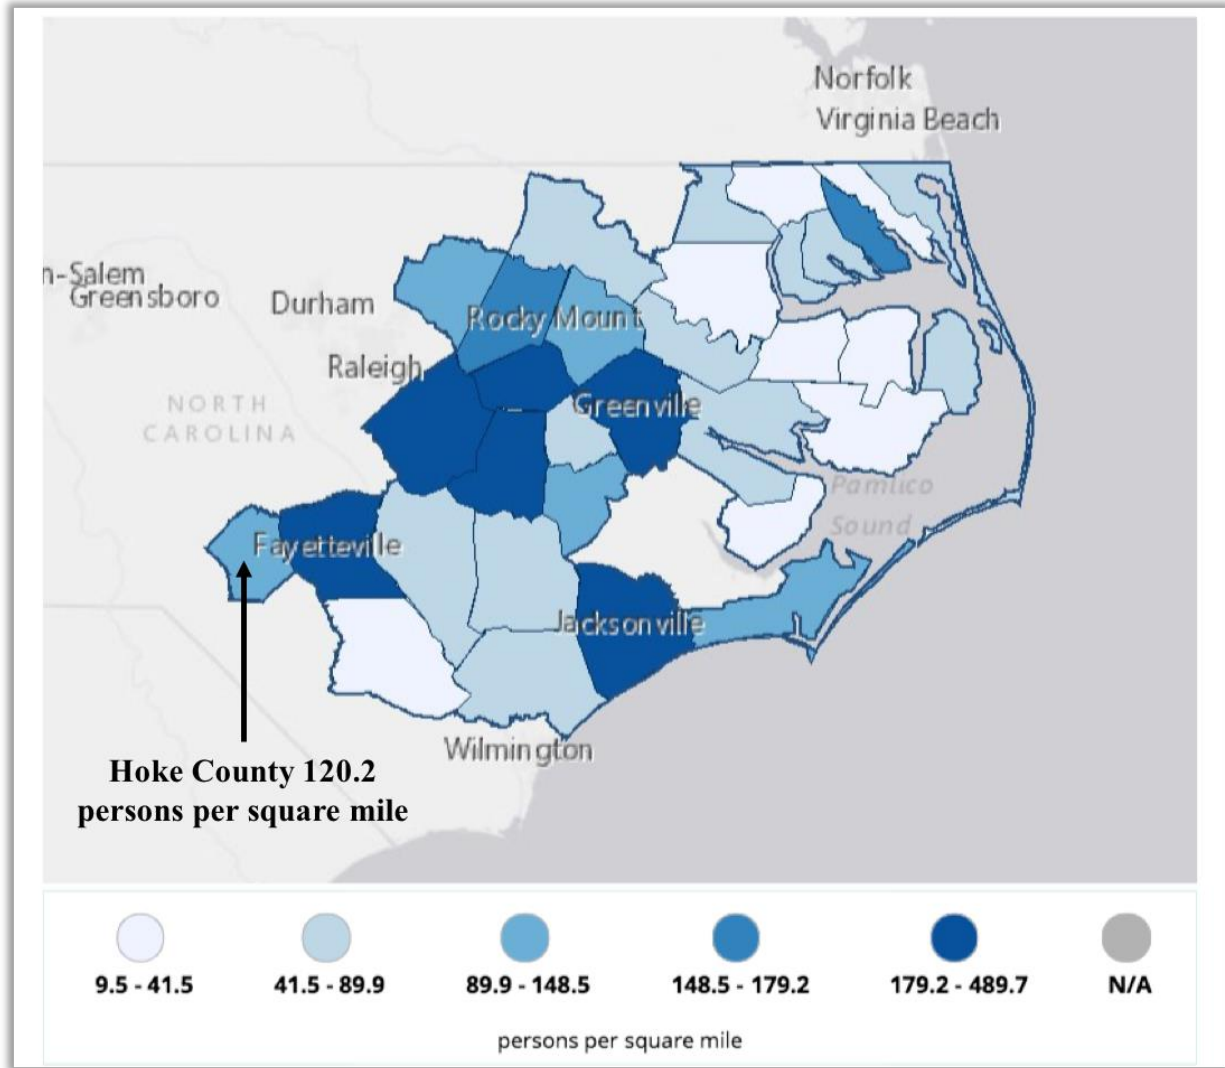 Norfolk
Virginia Beach
n-Salem
Greensboro
Durham
Rocky Mount
Raleigh
NORTH
CAROLINA
Greenville
Pamlico
Sound
Fayetteville
Jacksonville
Wilmington
Hoke County 120.2
persons per square mile
9.5 - 41.5
41.5 - 89.9
89.9 - 148.5
148.5 - 179.2
179.2 - 489.7
N/A
persons per square mile